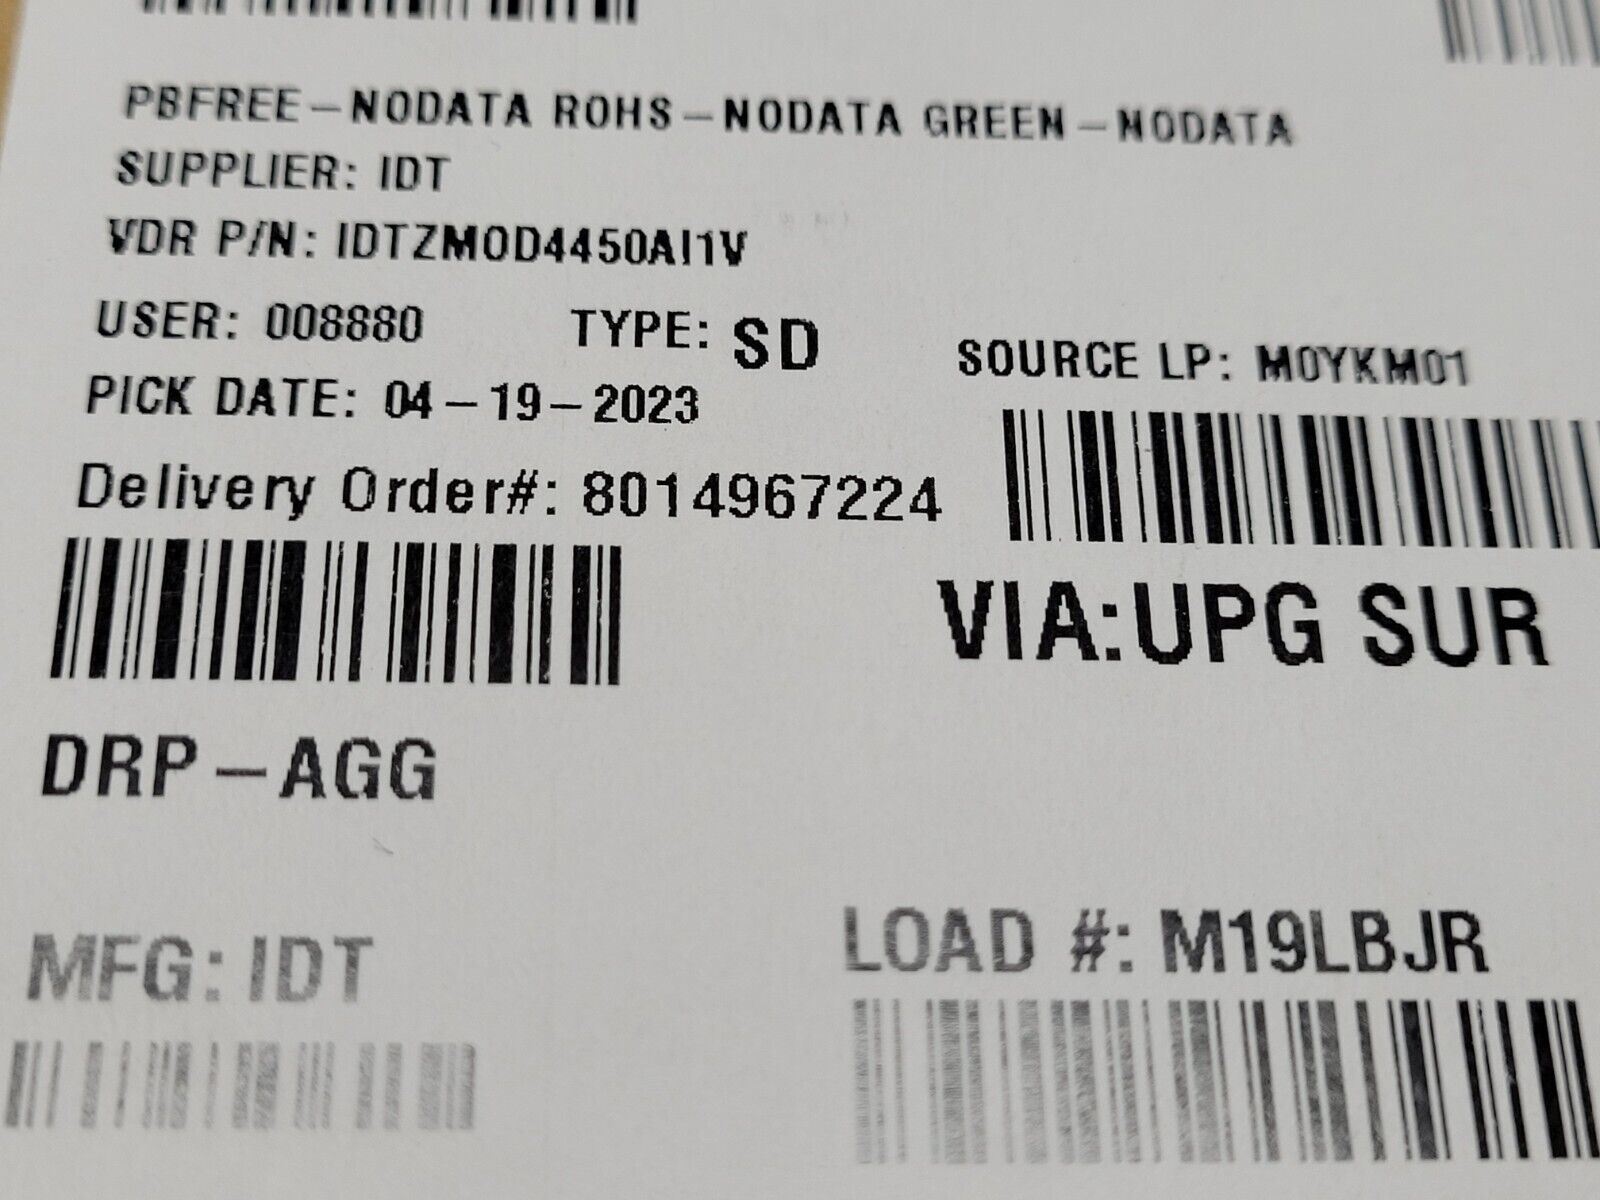 PBFREE-NODATA ROHS-NODATA GREEN-NODATA
SUPPLIER: IDT
VDR P/N: IDTZMOD4450AI1V
USER: 008880 TYPE: SD
SOURCE LP: M0YKM01
PICK DATE: 04-19-2023
Delivery Order#: 8014967224
VIA:UPG SUR
DRP-AGG
MFG: IDT
LOAD #: M19LBJR